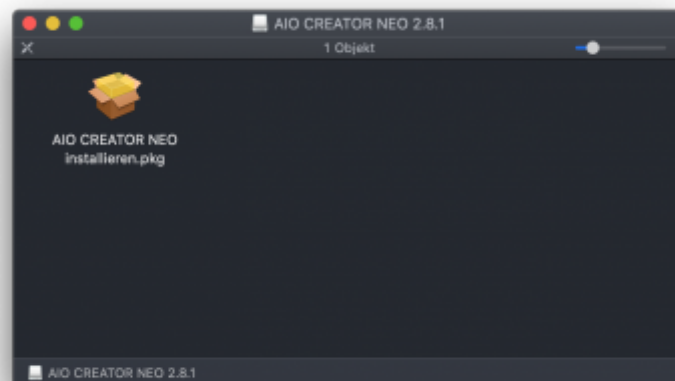 AIO CREATOR NEO 2.8.1
1 Objekt
AIO CREATOR NEO
installieren.pkg
AIO CREATOR NEO 2.8.1